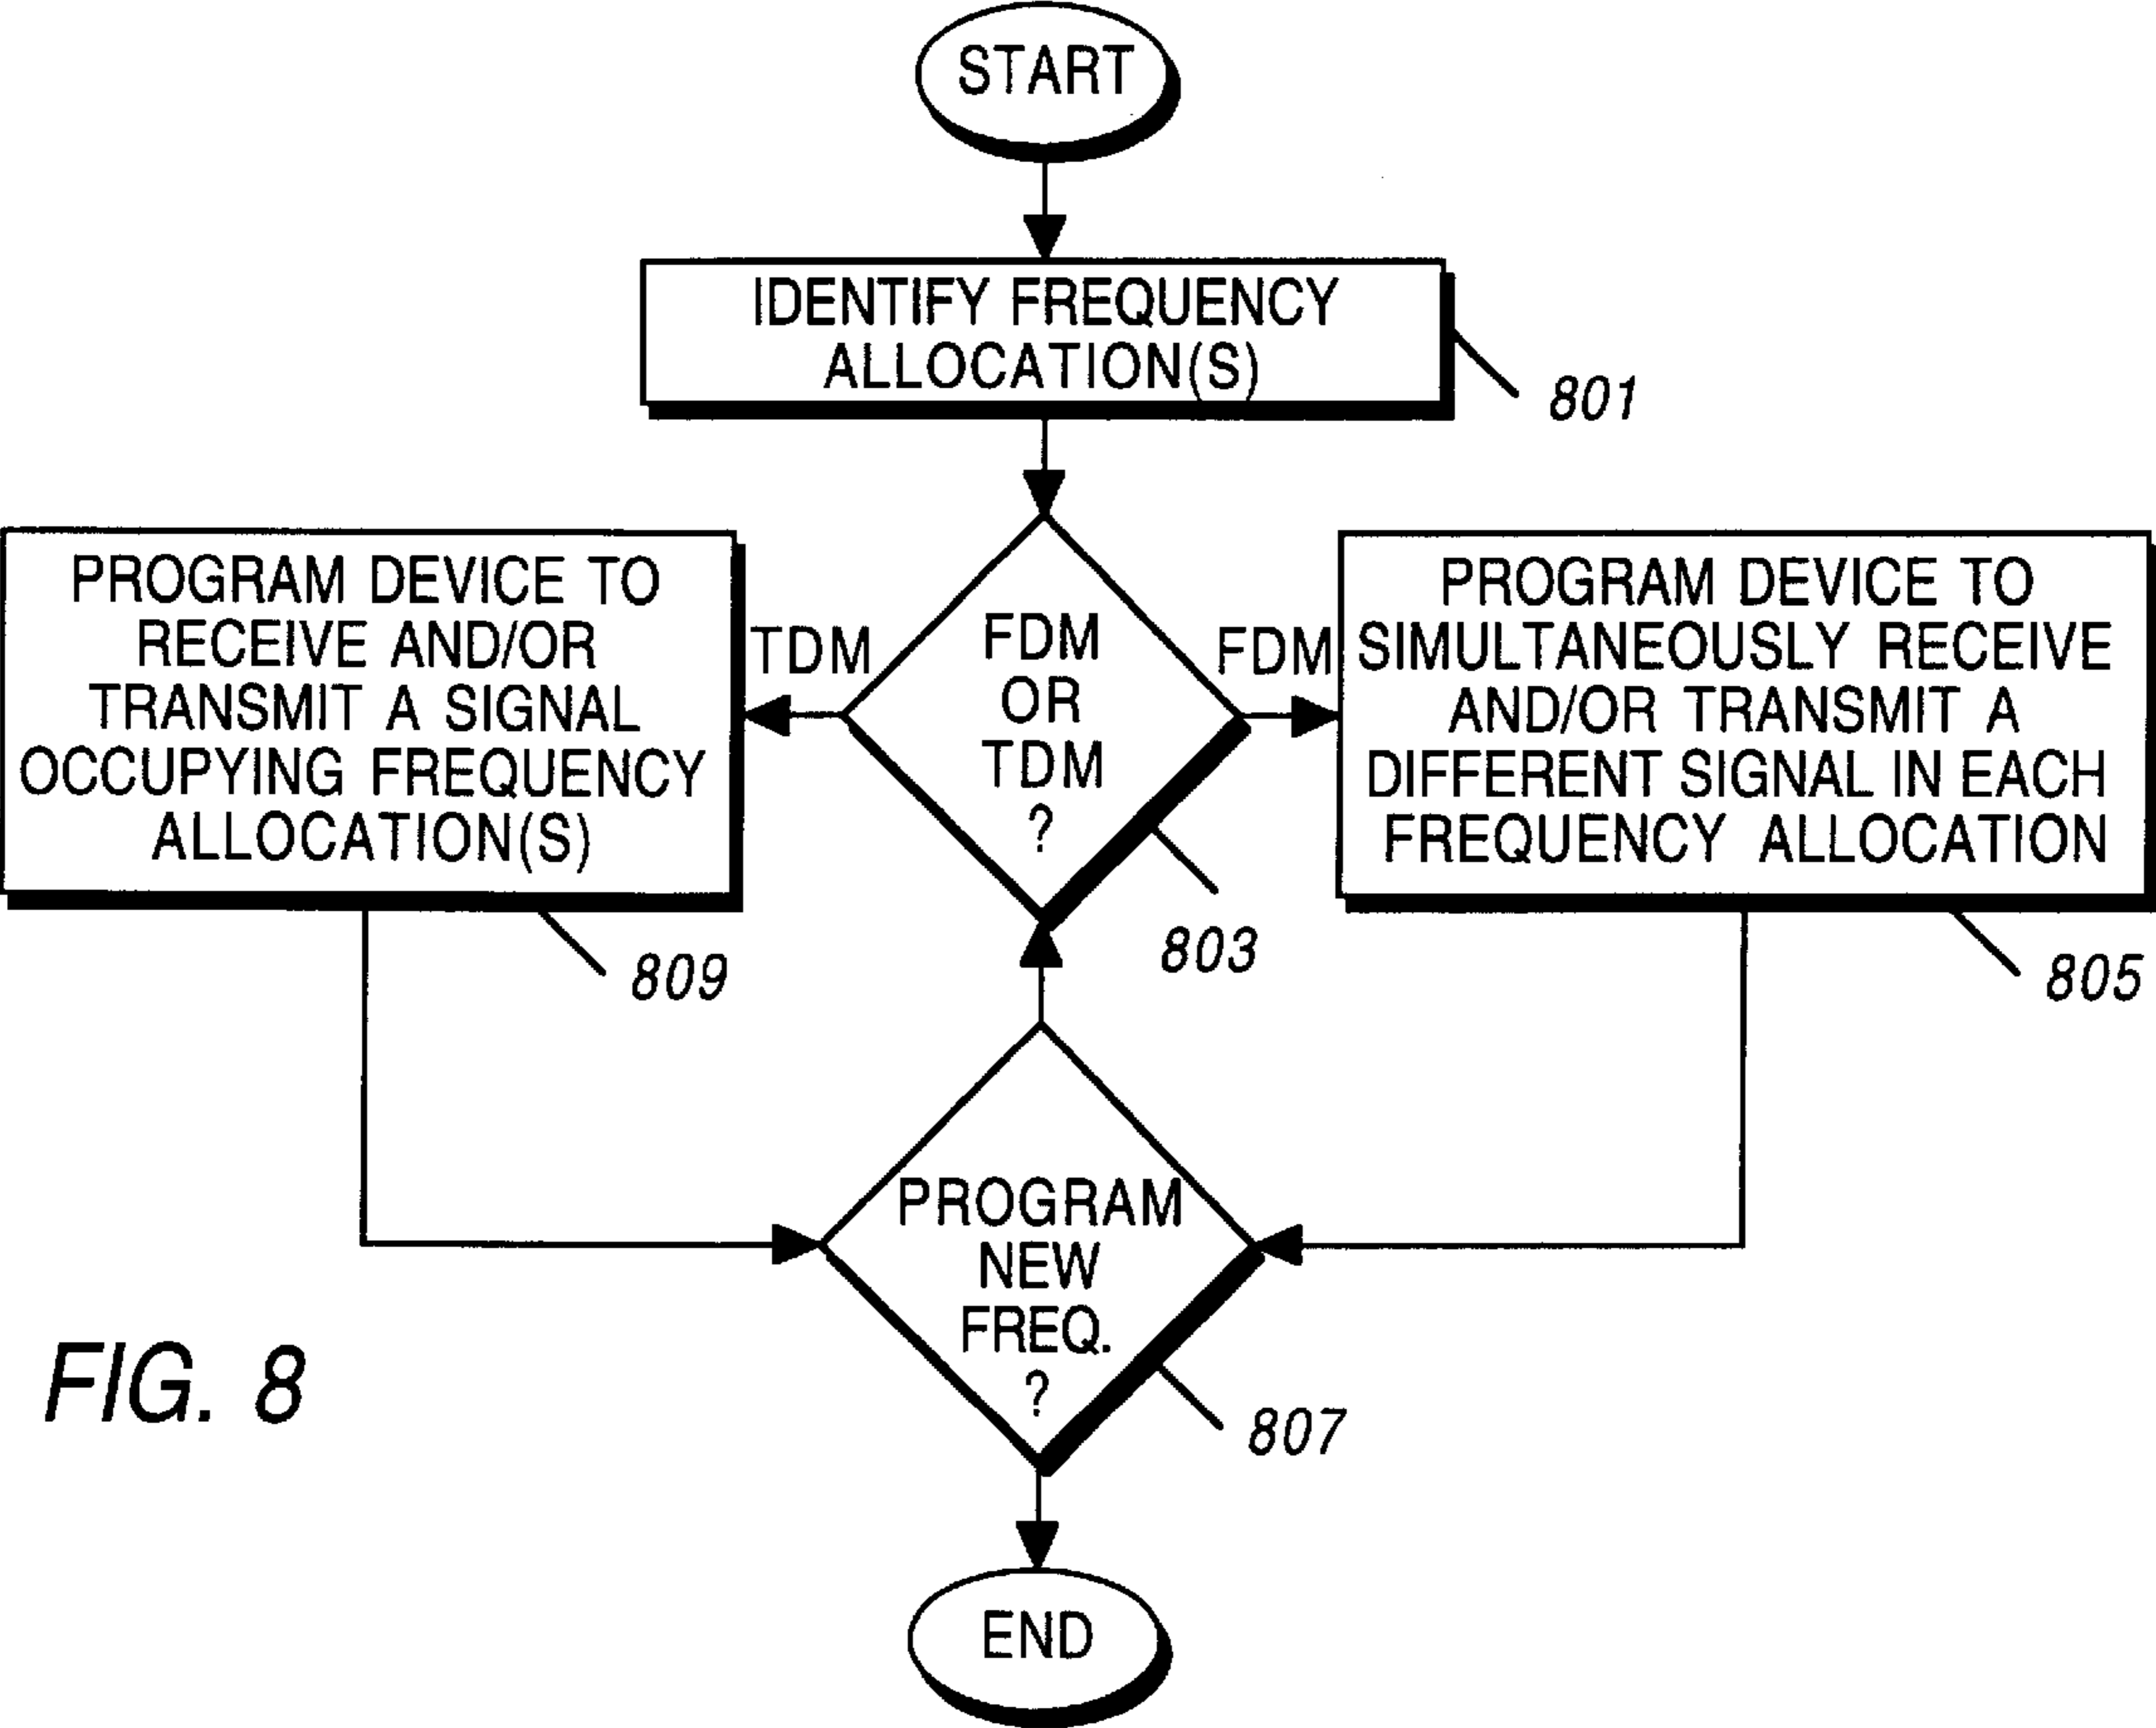 START
IDENTIFY FREQUENCY
ALLOCATION(S)
801
PROGRAM DEVICE TO
RECEIVE AND/OR
TRANSMIT A SIGNAL
OCCUPYING FREQUENCY
ALLOCATION(S)
809
TDM
FDM
OR
TDM
?
803
FDM
PROGRAM DEVICE TO
SIMULTANEOUSLY RECEIVE
AND/OR TRANSMIT A
DIFFERENT SIGNAL IN EACH
FREQUENCY ALLOCATION
805
PROGRAM
NEW
FREQ.
?
807
FIG. 8
END